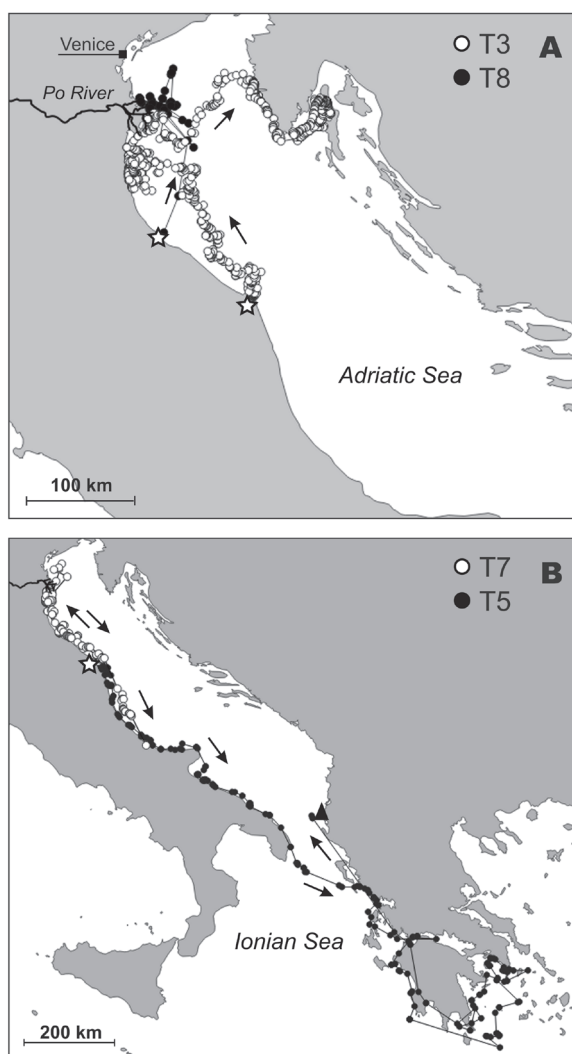 T3 A
Venice
T8
Po River
Adriatic Sea
100 km
T7 B
T5
Ionian Sea
200 km